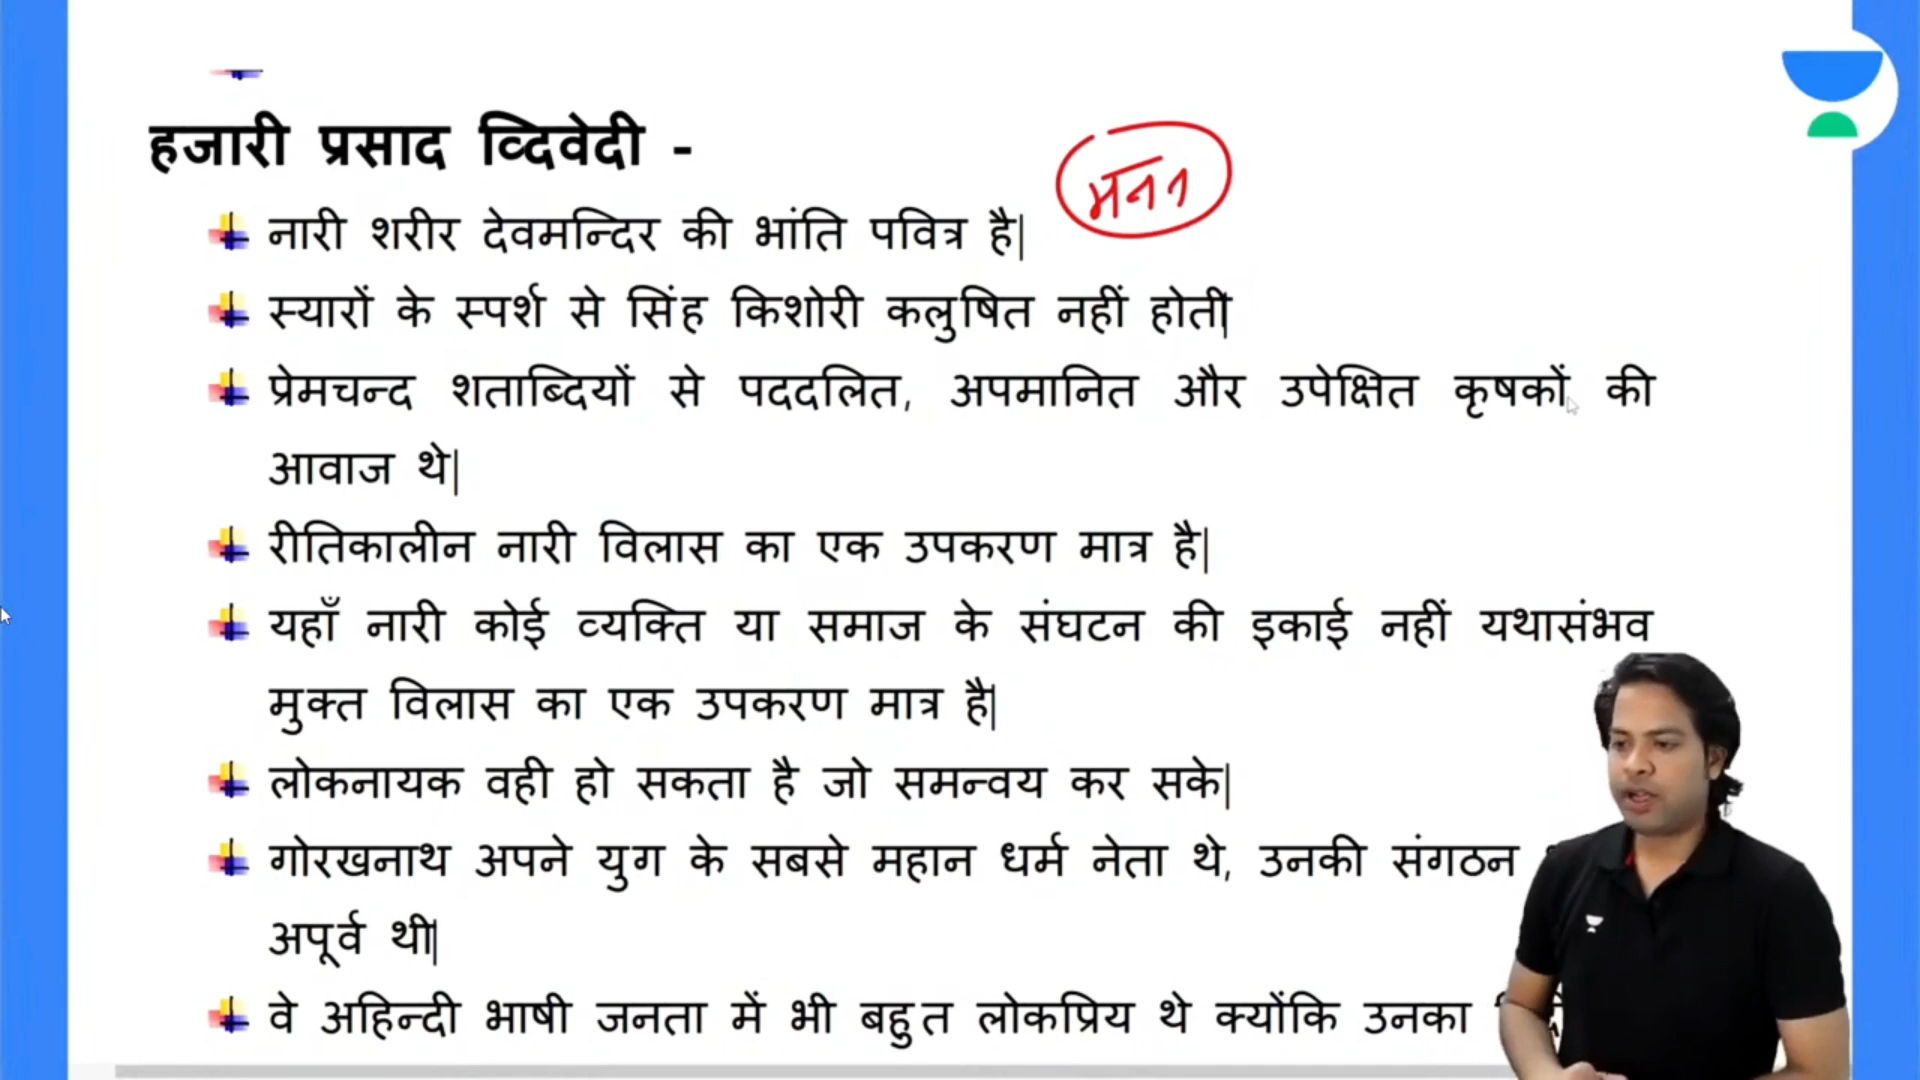 हजारी प्रसाद व्दिवेदी -
मनन
नारी शरीर देवमन्दिर की भांति पवित्र है|
स्यारों के स्पर्श से सिंह किशोरी कलुषित नहीं होती|
प्रेमचन्द शताब्दियों से पददलित, अपमानित और उपेक्षित कृषकों की
आवाज थे|
रीतिकालीन नारी विलास का एक उपकरण मात्र है|
यहाँ नारी कोई व्यक्ति या समाज के संघटन की इकाई नहीं यथासंभव
मुक्त विलास का एक उपकरण मात्र है|
लोकनायक वही हो सकता है जो समन्वय कर सके|
गोरखनाथ अपने युग के सबसे महान धर्म नेता थे, उनकी संगठन
अपूर्व थी|
वे अहिन्दी भाषी जनता में भी बहुत लोकप्रिय थे क्योंकि उनका